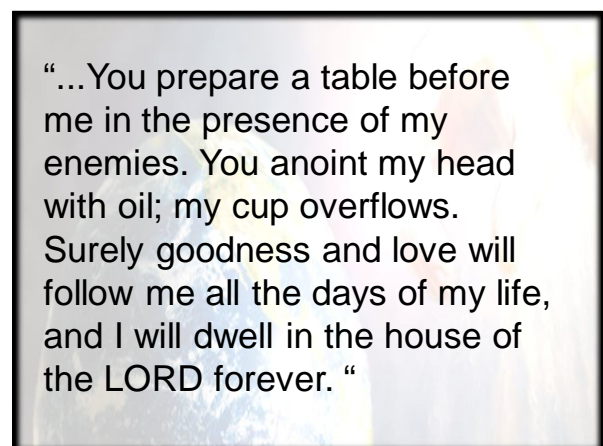 “...You prepare a table before
me in the presence of my
enemies. You anoint my head
with oil; my cup overflows.
Surely goodness and love will
follow me all the days of my life,
and I will dwell in the house of
the LORD forever. “